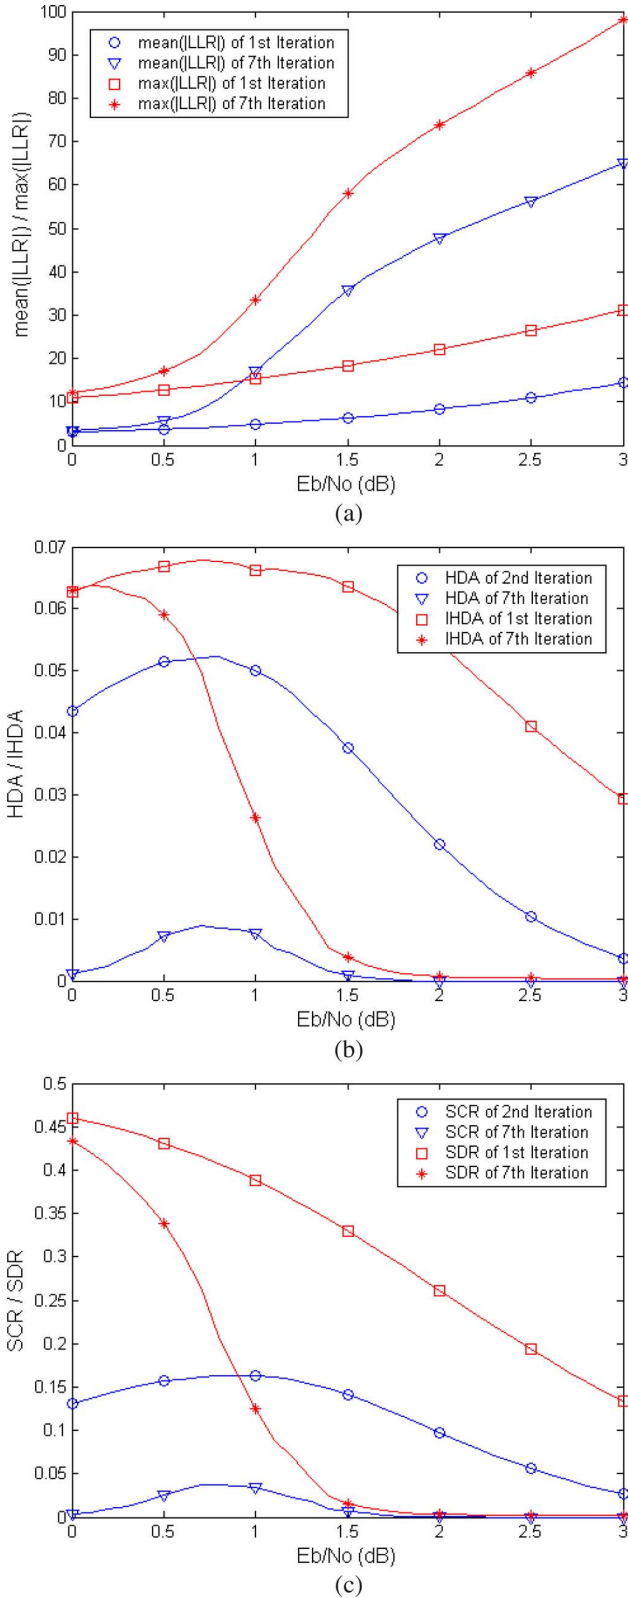 100
90
80
70
60
50
40
30
20
10
0
mean(|LLR|) / max(|LLR|)
mean(|LLR|) of 1st Iteration
mean(|LLR|) of 7th Iteration
max(|LLR|) of 1st Iteration
max(|LLR|) of 7th Iteration
0 0.5 1 1.5 2 2.5 3
Eb/No (dB)
(a)
0.07
0.06
0.05
0.04
0.03
0.02
0.01
0
HDA / IHDA
HDA of 2nd Iteration
HDA of 7th Iteration
IHDA of 1st Iteration
IHDA of 7th Iteration
0 0.5 1 1.5 2 2.5 3
Eb/No (dB)
(b)
0.5
0.45
0.4
0.35
0.3
0.25
0.2
0.15
0.1
0.05
0
SCR / SDR
SCR of 2nd Iteration
SCR of 7th Iteration
SDR of 1st Iteration
SDR of 7th Iteration
0 0.5 1 1.5 2 2.5 3
Eb/No (dB)
(c)